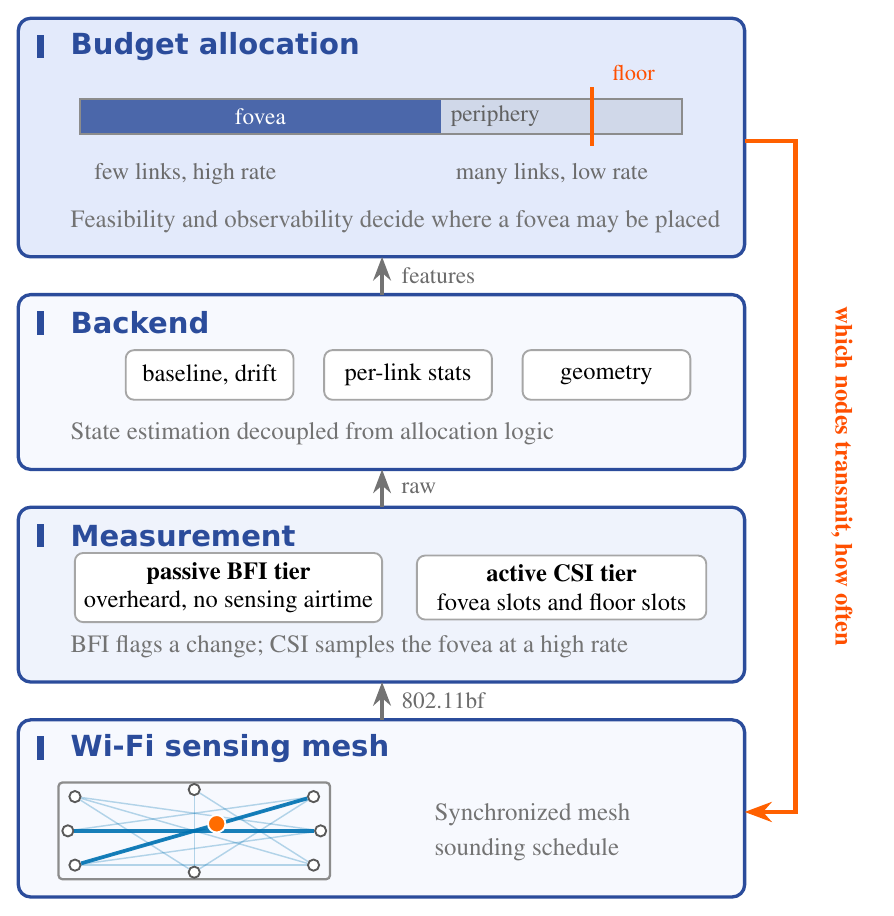 Budget allocation
floor
fovea
periphery
few links, high rate
many links, low rate
Feasibility and observability decide where a fovea may be placed
features
Backend
baseline, drift
per-link stats
geometry
State estimation decoupled from allocation logic
raw
Measurement
passive BFI tier
overheard, no sensing airtime
active CSI tier
fovea slots and floor slots
BFI flags a change; CSI samples the fovea at a high rate
802.11bf
Wi-Fi sensing mesh
Synchronized mesh
sounding schedule
which nodes transmit, how often